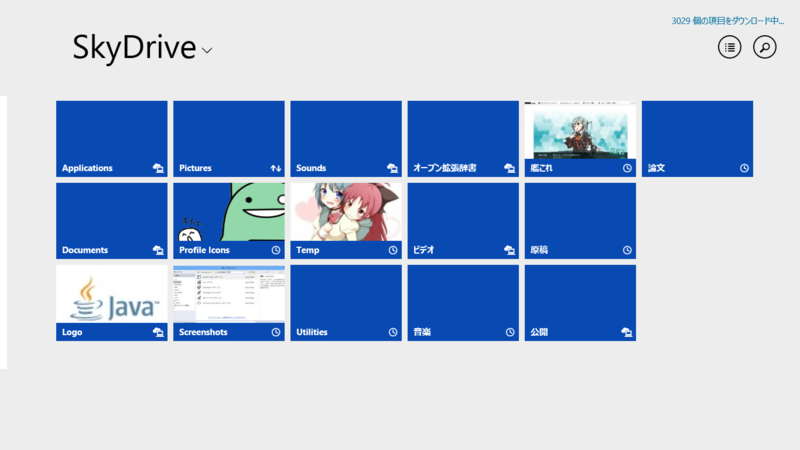 3029 個の項目をダウンロード中...
SkyDrive
Applications
Pictures
Sounds
オープン拡張辞書
艦これ
論文
Documents
Profile Icons
Temp
ビデオ
原稿
Java™
Logo
Screenshots
Utilities
音楽
公開